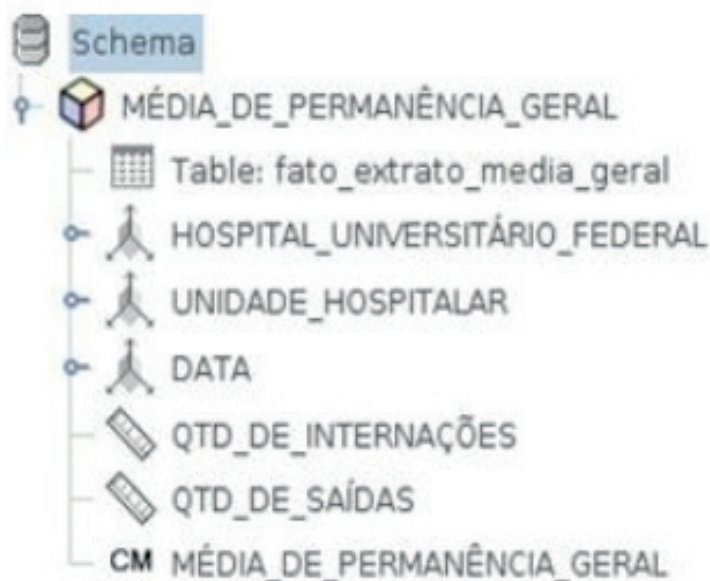 Schema
MÉDIA_DE_PERMANÊNCIA_GERAL
Table: fato_extrato_media_geral
HOSPITAL_UNIVERSITÁRIO_FEDERAL
UNIDADE_HOSPITALAR
DATA
QTD_DE_INTERNAÇÕES
QTD_DE_SAÍDAS
CM MÉDIA_DE_PERMANÊNCIA_GERAL